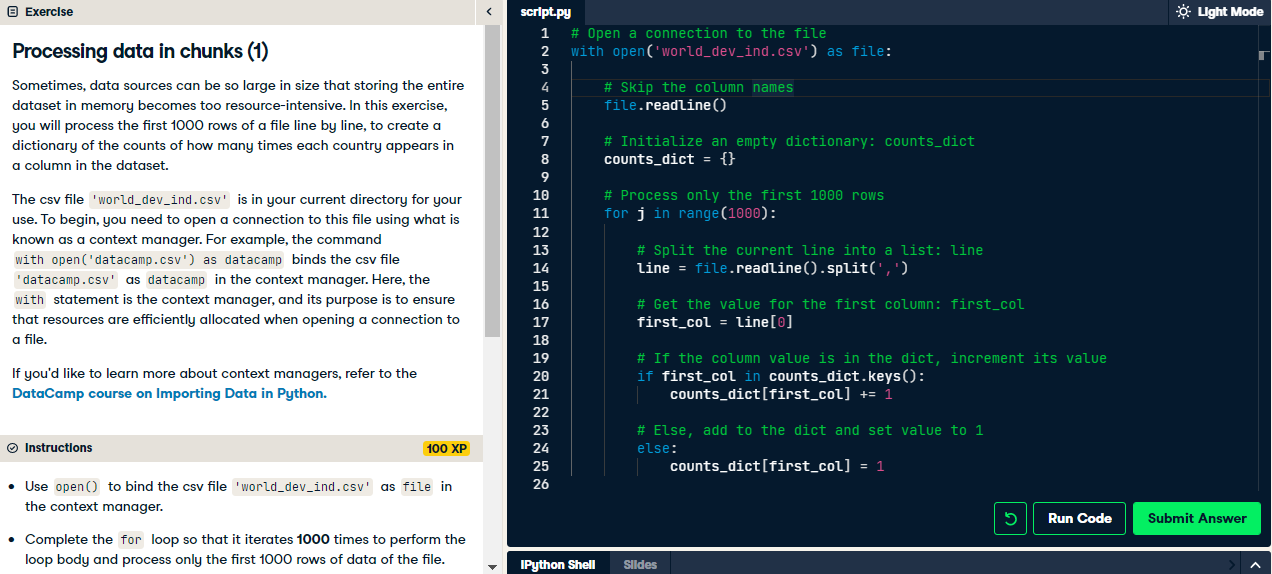 Exercise
Processing data in chunks (1)
Sometimes, data sources can be so large in size that storing the entire
dataset in memory becomes too resource-intensive. In this exercise,
you will process the first 1000 rows of a file line by line, to create a
dictionary of the counts of how many times each country appears in
a column in the dataset.
The csv file 'world_dev_ind.csv' is in your current directory for your
use. To begin, you need to open a connection to this file using what is
known as a context manager. For example, the command
with open('datacamp.csv') as datacamp binds the csv file
'datacamp.csv' as datacamp in the context manager. Here, the
with statement is the context manager, and its purpose is to ensure
that resources are efficiently allocated when opening a connection to
a file.
If you'd like to learn more about context managers, refer to the
DataCamp course on Importing Data in Python.
Instructions
100 XP
• Use open() to bind the csv file 'world_dev_ind.csv' as file in
the context manager.
• Complete the for loop so that it iterates 1000 times to perform the
loop body and process only the first 1000 rows of data of the file.
script.py
Light Mode
1 # Open a connection to the file
2 with open('world_dev_ind.csv') as file:
3
4     # Skip the column names
5     file.readline()
6
7     # Initialize an empty dictionary: counts_dict
8     counts_dict = {}
9
10     # Process only the first 1000 rows
11     for j in range(1000):
12
13         # Split the current line into a list: line
14         line = file.readline().split(',')
15
16         # Get the value for the first column: first_col
17         first_col = line[0]
18
19         # If the column value is in the dict, increment its value
20         if first_col in counts_dict.keys():
21             counts_dict[first_col] += 1
22
23         # Else, add to the dict and set value to 1
24         else:
25             counts_dict[first_col] = 1
26
Run Code
Submit Answer
IPython Shell
Slides